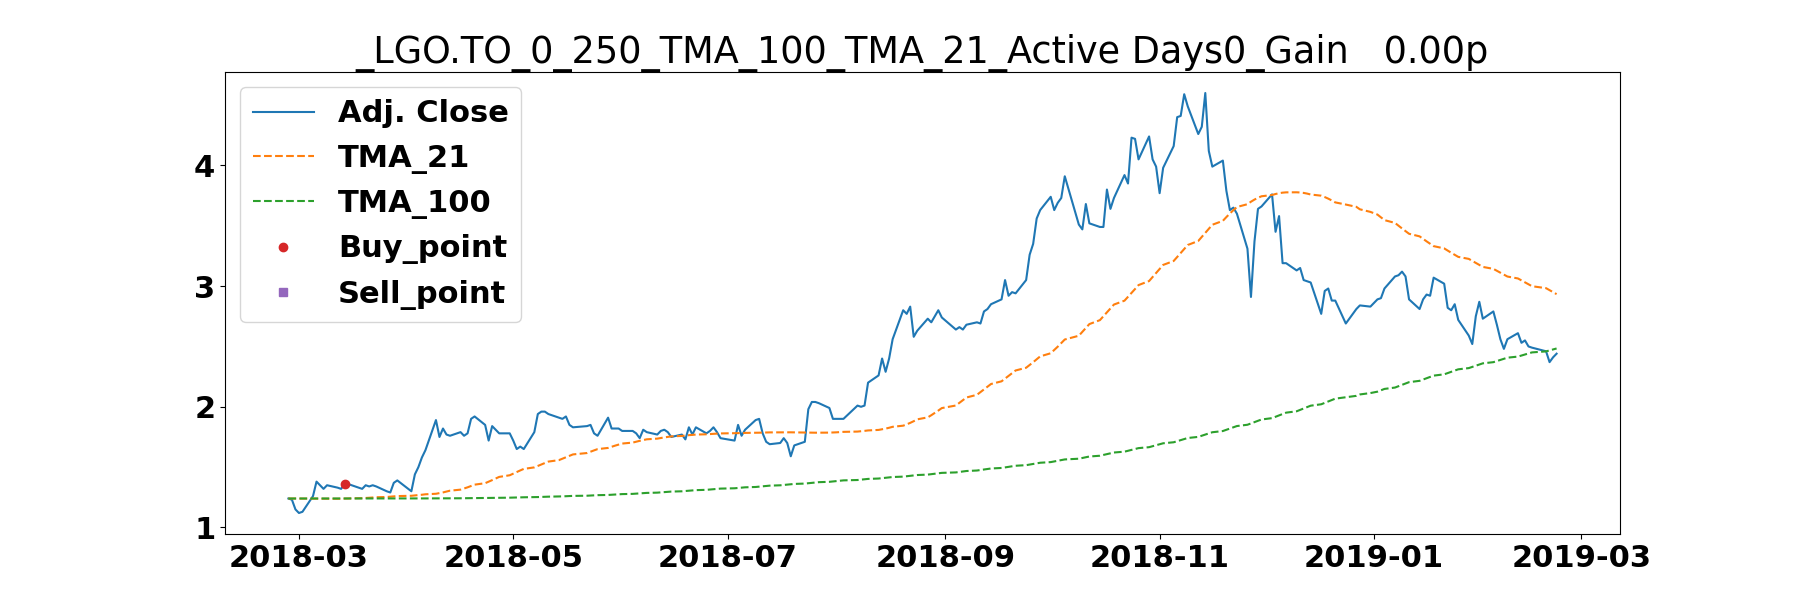 _LGO.TO_0_250_TMA_100_TMA_21_Active Days0_Gain   0.00p
Adj. Close
TMA_21
TMA_100
Buy_point
Sell_point
4
3
2
1
2018-03 2018-05 2018-07 2018-09 2018-11 2019-01 2019-03